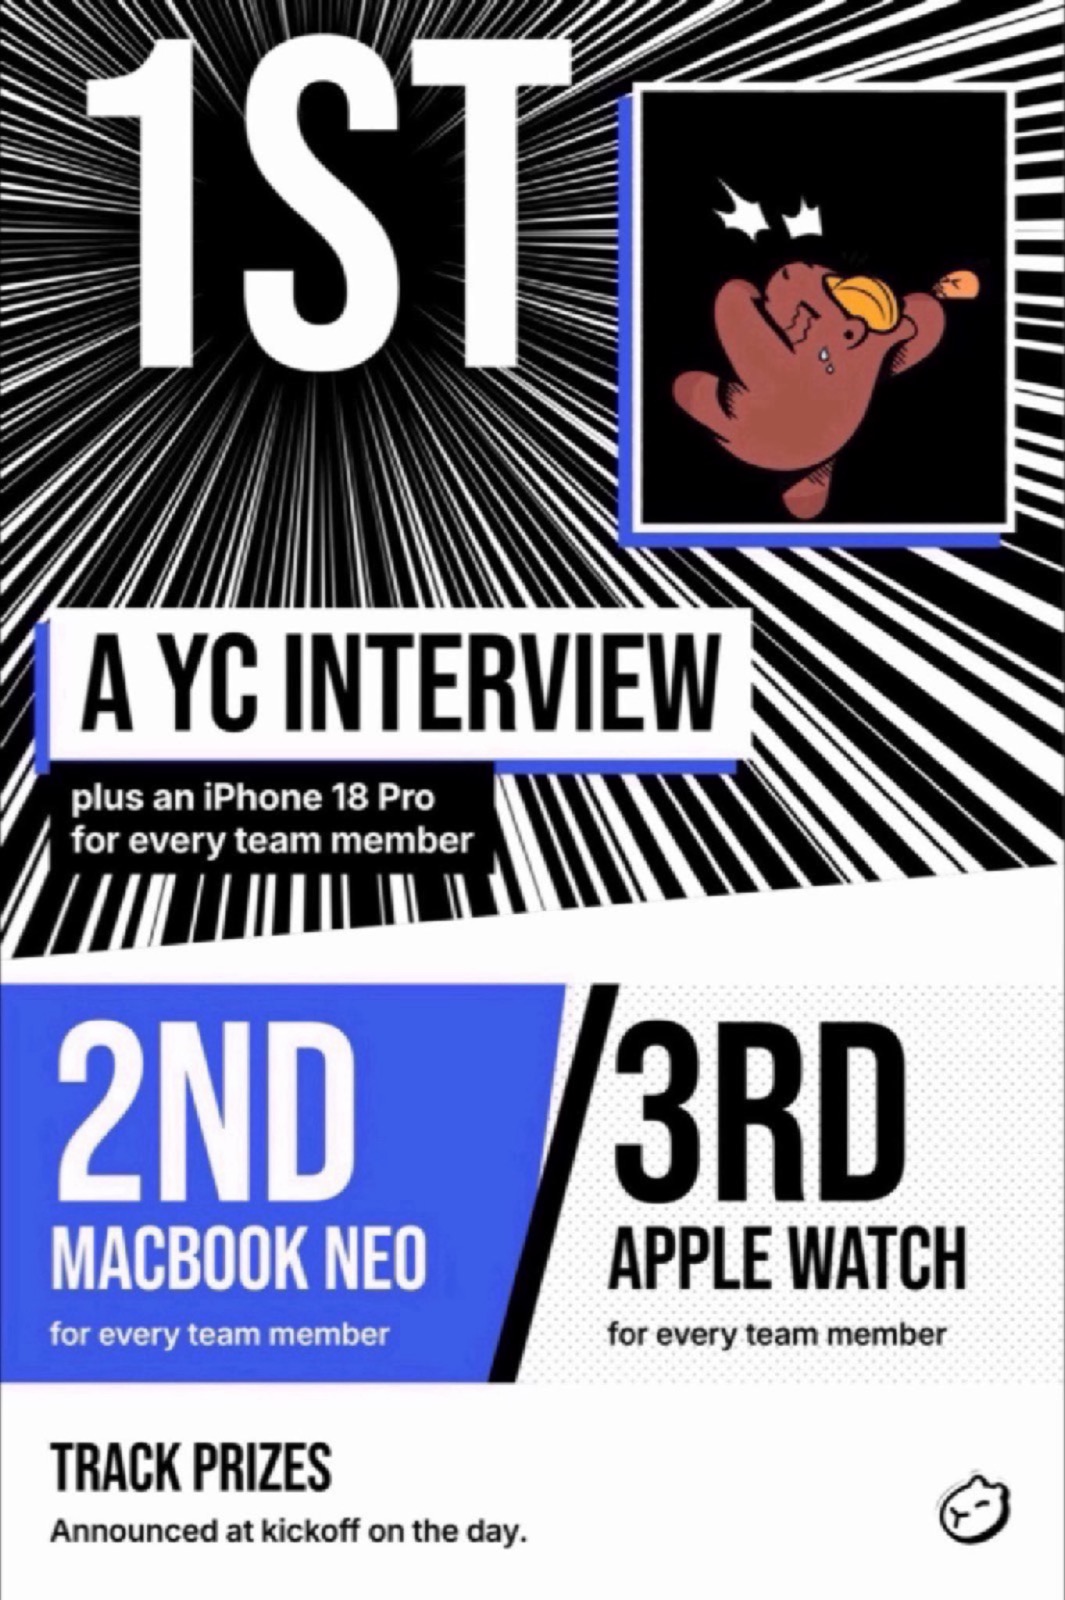 1ST
A YC INTERVIEW
plus an iPhone 18 Pro
for every team member
2ND
MACBOOK NEO
for every team member
3RD
APPLE WATCH
for every team member
TRACK PRIZES
Announced at kickoff on the day.